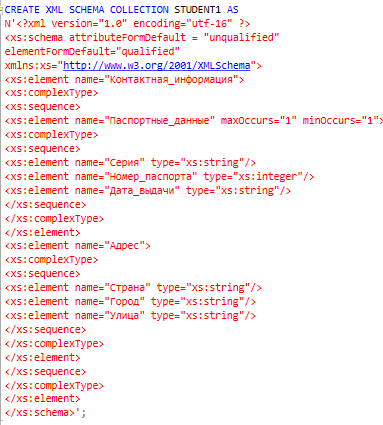 CREATE XML SCHEMA COLLECTION STUDENT1 AS
N'<?xml version="1.0" encoding="utf-16" ?>
<xs:schema attributeFormDefault = "unqualified"
elementFormDefault="qualified"
xmlns:xs="http://www.w3.org/2001/XMLSchema">
<xs:element name="Контактная_информация">
<xs:complexType>
<xs:sequence>
<xs:element name="Паспортные_данные" maxOccurs="1" minOccurs="1">
<xs:complexType>
<xs:sequence>
<xs:element name="Серия" type="xs:string"/>
<xs:element name="Номер_паспорта" type="xs:integer"/>
<xs:element name="Дата_выдачи" type="xs:string"/>
</xs:sequence>
</xs:complexType>
</xs:element>
<xs:element name="Адрес">
<xs:complexType>
<xs:sequence>
<xs:element name="Страна" type="xs:string"/>
<xs:element name="Город" type="xs:string"/>
<xs:element name="Улица" type="xs:string"/>
</xs:sequence>
</xs:complexType>
</xs:element>
</xs:sequence>
</xs:complexType>
</xs:element>
</xs:schema>';